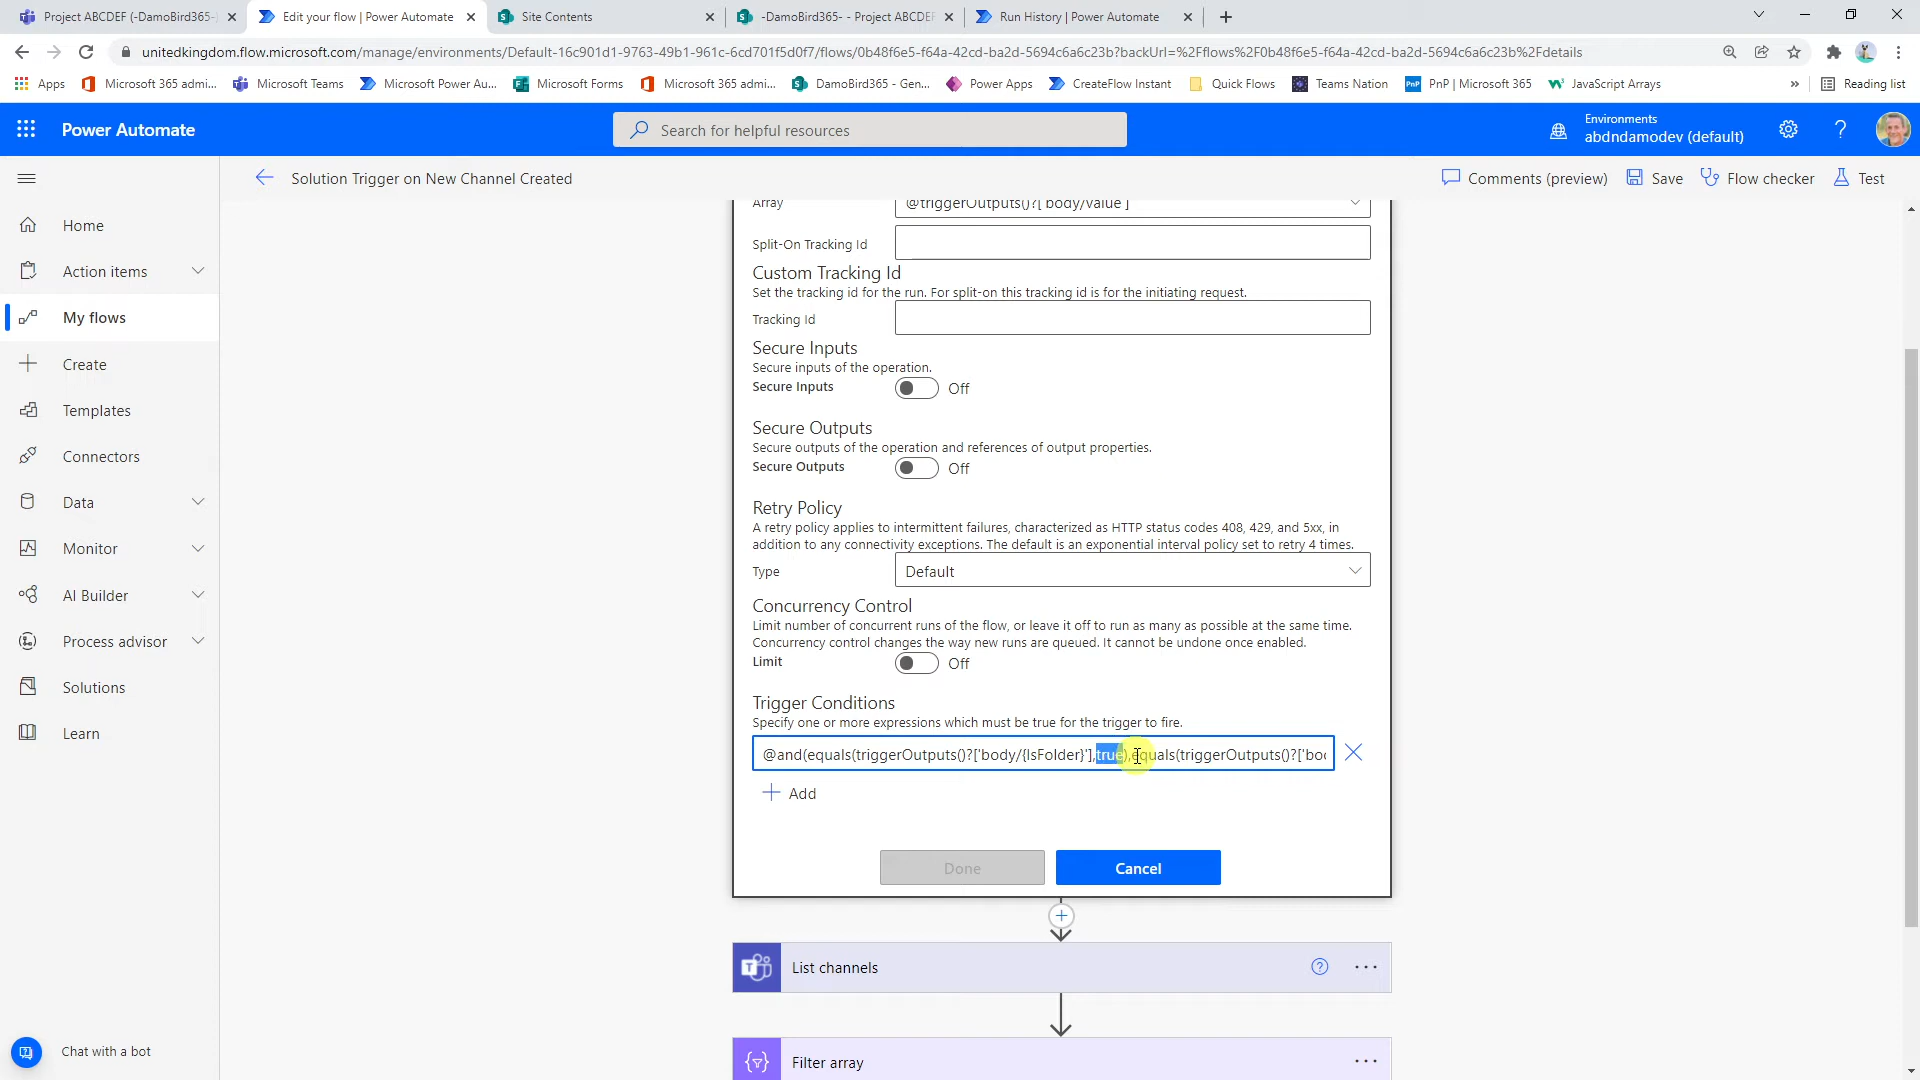 Project ABCDEF (-DamoBird365-
Edit your flow | Power Automate
Site Contents
-DamoBird365- - Project ABCDEF
Run History | Power Automate
unitedkingdom.flow.microsoft.com/manage/environments/Default-16c901d1-9763-49b1-961c-6cd701f5d0f7/flows/0b48f6e5-f64a-42cd-ba2d-5694c6a6c23b?backUrl=%2Fflows%2F0b48f6e5-f64a-42cd-ba2d-5694c6a6c23b%2Fdetails
Apps
Microsoft 365 admi...
Microsoft Teams
Microsoft Power Au...
Microsoft Forms
Microsoft 365 admi...
DamoBird365 - Gen...
Power Apps
CreateFlow Instant
Quick Flows
Teams Nation
PnP | Microsoft 365
JavaScript Arrays
Reading list
Power Automate
Search for helpful resources
Environments
abdndamodev (default)
Solution Trigger on New Channel Created
Comments (preview)
Save
Flow checker
Test
Home
Action items
My flows
Create
Templates
Connectors
Data
Monitor
AI Builder
Process advisor
Solutions
Learn
Chat with a bot
Array
@triggerOutputs()?['body/value']
Split-On Tracking Id
Custom Tracking Id
Set the tracking id for the run. For split-on this tracking id is for the initiating request.
Tracking Id
Secure Inputs
Secure inputs of the operation.
Secure Inputs
Off
Secure Outputs
Secure outputs of the operation and references of output properties.
Secure Outputs
Off
Retry Policy
A retry policy applies to intermittent failures, characterized as HTTP status codes 408, 429, and 5xx, in
addition to any connectivity exceptions. The default is an exponential interval policy set to retry 4 times.
Type
Default
Concurrency Control
Limit number of concurrent runs of the flow, or leave it off to run as many as possible at the same time.
Concurrency control changes the way new runs are queued. It cannot be undone once enabled.
Limit
Off
Trigger Conditions
Specify one or more expressions which must be true for the trigger to fire.
@and(equals(triggerOutputs()?['body/{IsFolder}'],true),equals(triggerOutputs()?['bod
Add
Done
Cancel
List channels
Filter array